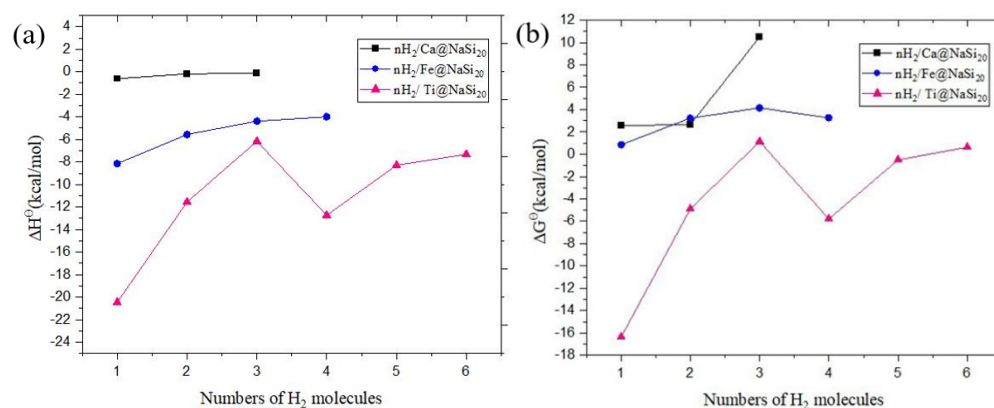 (a)
ΔH^Θ(kcal/mol)
4
2
0
-2
-4
-6
-8
-10
-12
-14
-16
-18
-20
-22
-24
nH₂/Ca@NaSi₂₀
nH₂/Fe@NaSi₂₀
nH₂/ Ti@NaSi₂₀
1 2 3 4 5 6
Numbers of H₂ molecules
(b)
ΔG^Θ(kcal/mol)
12
10
8
6
4
2
0
-2
-4
-6
-8
-10
-12
-14
-16
-18
nH₂/Ca@NaSi₂₀
nH₂/Fe@NaSi₂₀
nH₂/ Ti@NaSi₂₀
1 2 3 4 5 6
Numbers of H₂ molecules